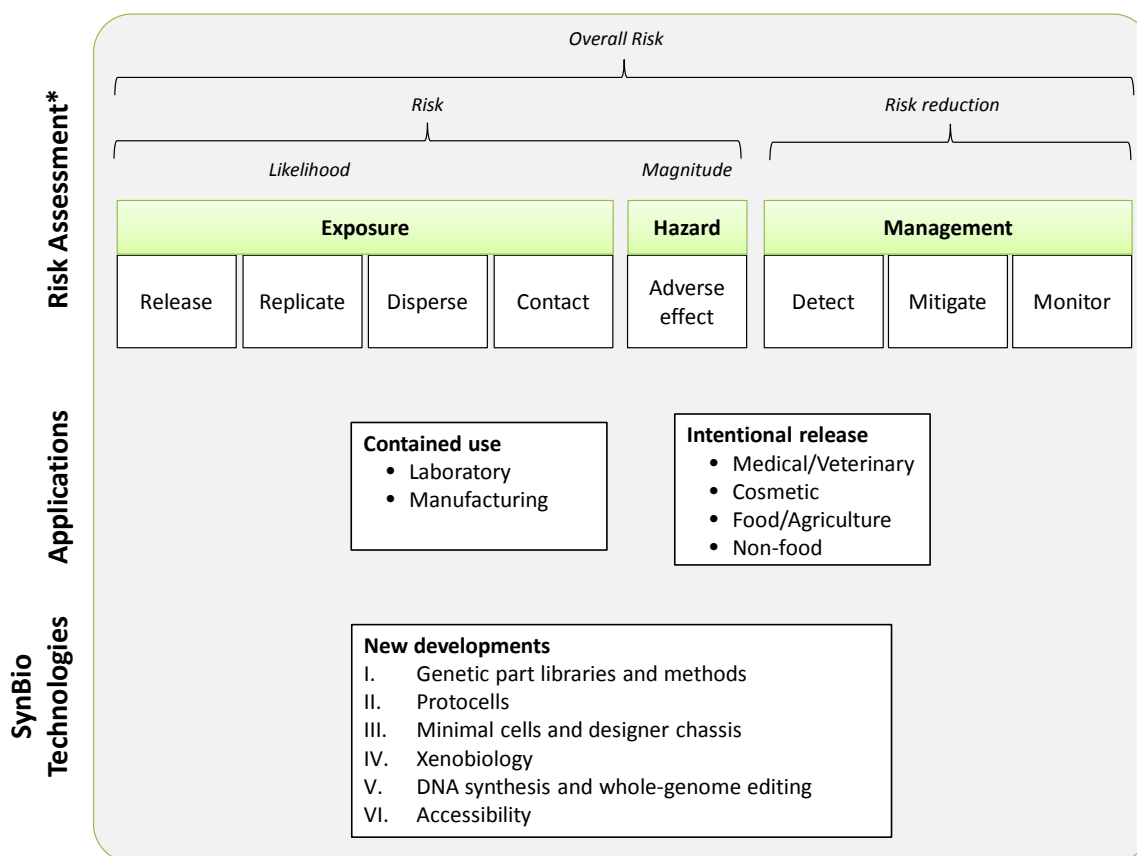 Overall Risk
Risk
Risk reduction
Likelihood
Magnitude
Risk Assessment*
Exposure
Hazard
Management
Release
Replicate
Disperse
Contact
Adverse
effect
Detect
Mitigate
Monitor
Applications
Contained use
• Laboratory
• Manufacturing
Intentional release
• Medical/Veterinary
• Cosmetic
• Food/Agriculture
• Non-food
SynBio
Technologies
New developments
I. Genetic part libraries and methods
II. Protocells
III. Minimal cells and designer chassis
IV. Xenobiology
V. DNA synthesis and whole-genome editing
VI. Accessibility